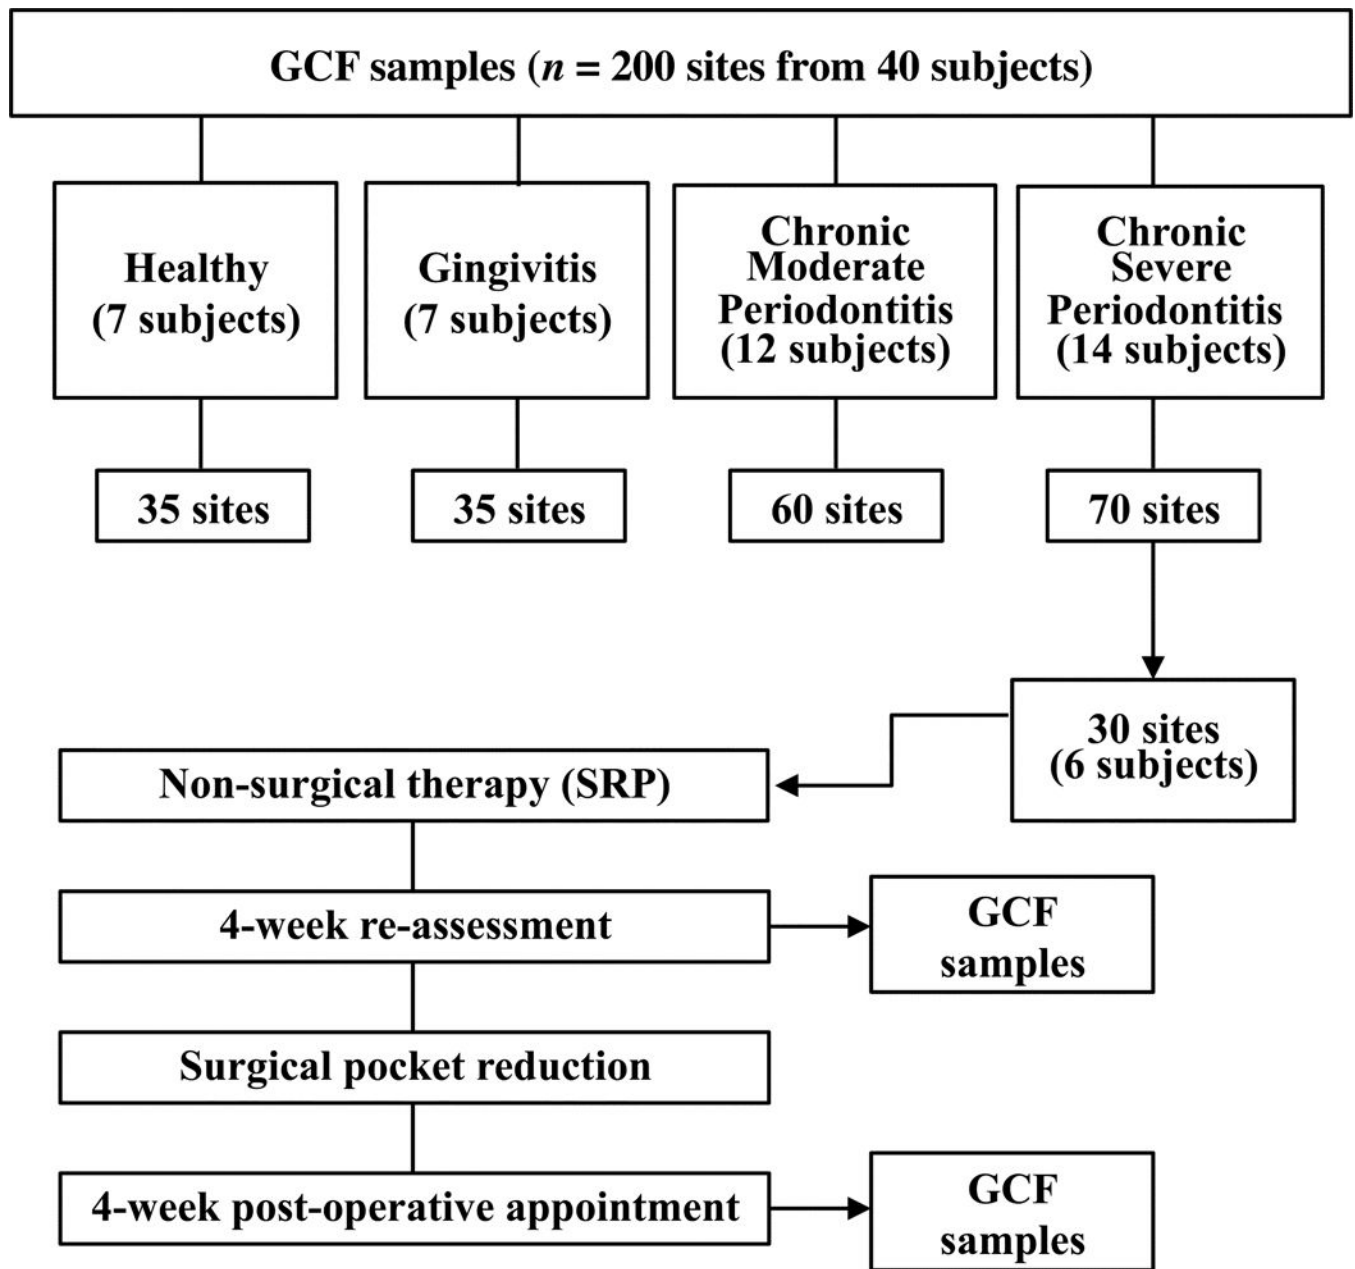 GCF samples (n = 200 sites from 40 subjects)
Healthy
(7 subjects)
Gingivitis
(7 subjects)
Chronic
Moderate
Periodontitis
(12 subjects)
Chronic
Severe
Periodontitis
(14 subjects)
35 sites
35 sites
60 sites
70 sites
30 sites
(6 subjects)
Non-surgical therapy (SRP)
4-week re-assessment
GCF
samples
Surgical pocket reduction
4-week post-operative appointment
GCF
samples